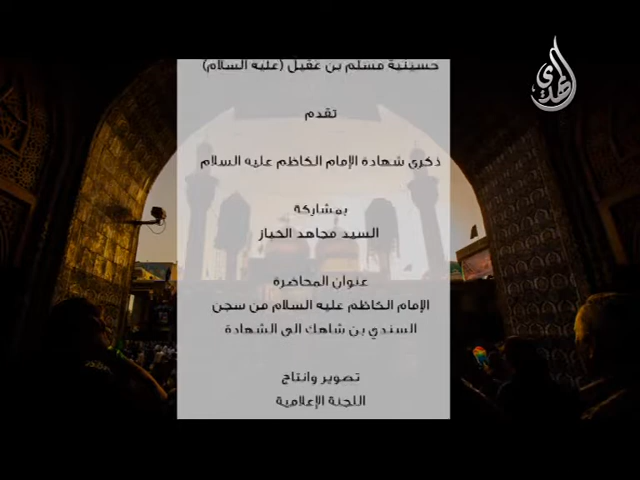 المهدي
حسينية مسلم بن عقيل (عليه السلام)
تقدم
ذكرى شهادة الإمام الكاظم عليه السلام
بمشاركة
السيد مجاهد الخباز
عنوان المحاضرة
الإمام الكاظم عليه السلام من سجن
السندي بن شاهك الى الشهادة
تصوير وانتاج
اللجنة الإعلامية